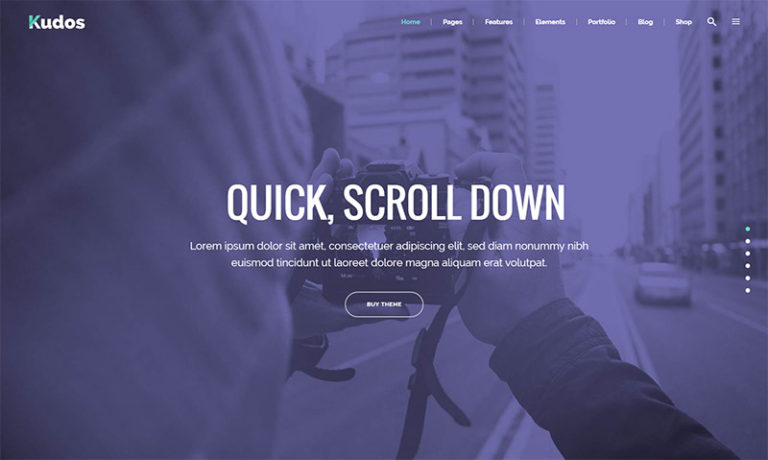 Kudos
Home | Pages | Features | Elements | Portfolio | Blog | Shop
QUICK, SCROLL DOWN
Lorem ipsum dolor sit amet, consectetuer adipiscing elit, sed diam nonummy nibh
euismod tincidunt ut laoreet dolore magna aliquam erat volutpat.
BUY THEME